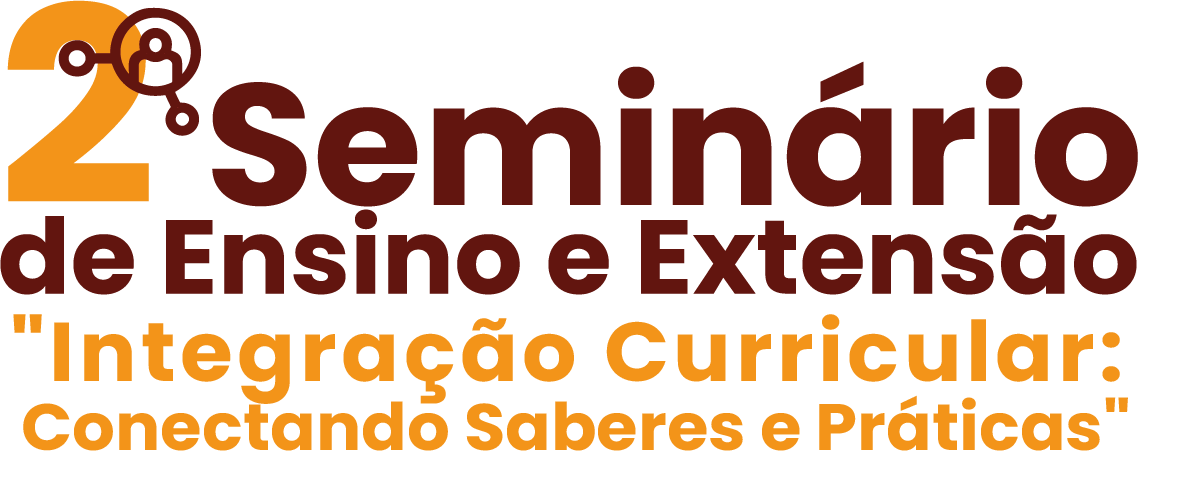 2 Seminário
de Ensino e Extensão
"Integração Curricular:
Conectando Saberes e Práticas"